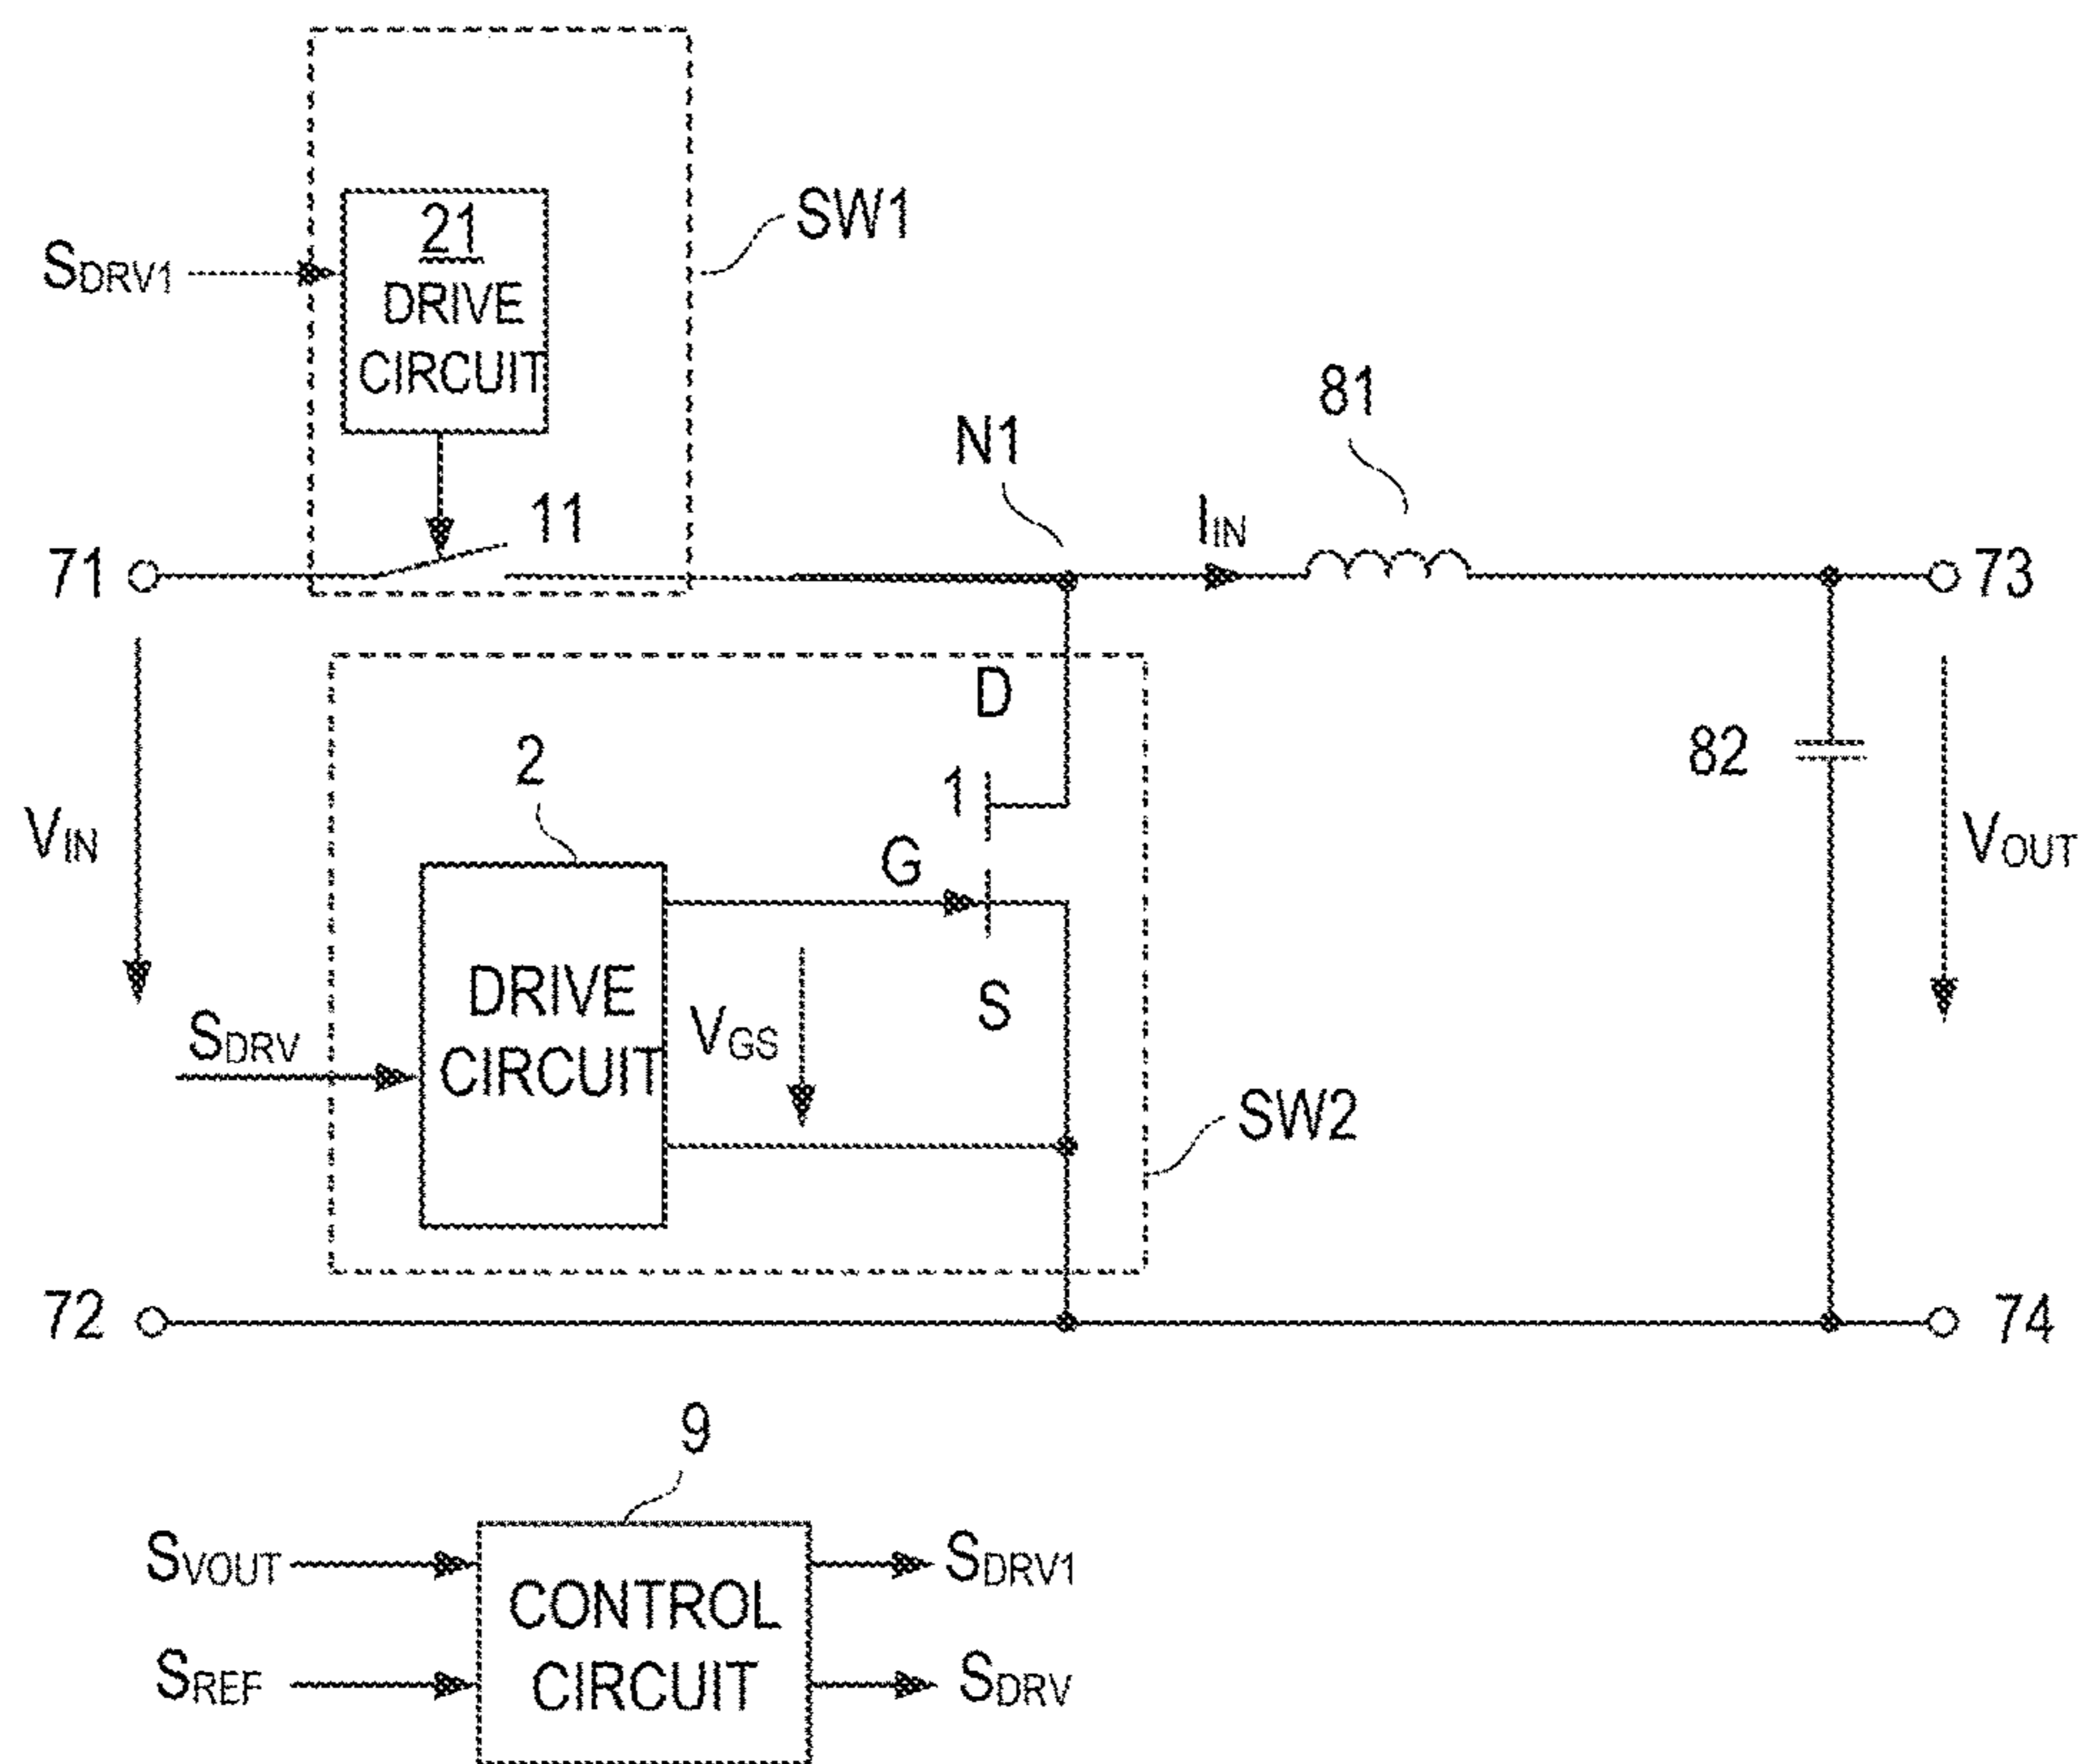 SW1
21
SDRV1
DRIVE
CIRCUIT
81
N1
11
IIN
71
73
D
2
1
82
VIN
G
VOUT
DRIVE
CIRCUIT
S
VGS
SDRV
SW2
72
74
9
SVOUT
SDRV1
CONTROL
CIRCUIT
SREF
SDRV